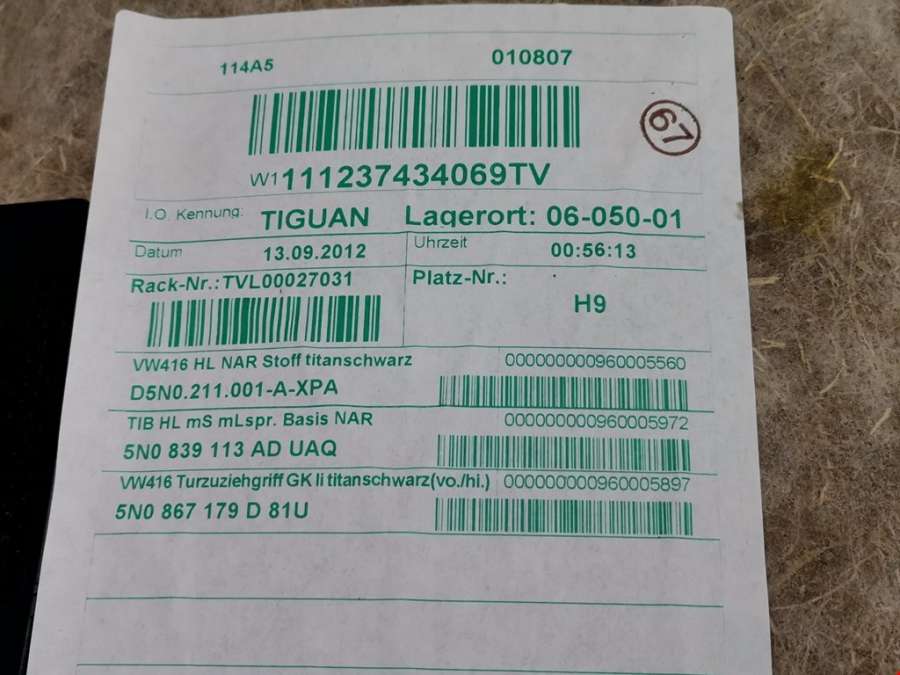 114A5 010807
67
W1111237434069TV
I.O. Kennung: TIGUAN Lagerort: 06-050-01
Datum 13.09.2012 Uhrzeit 00:56:13
Rack-Nr.:TVL00027031 Platz-Nr.:
H9
VW416 HL NAR Stoff titanschwarz 000000000960005560
D5N0.211.001-A-XPA
TIB HL mS mLspr. Basis NAR 000000000960005972
5N0 839 113 AD UAQ
VW416 Turzuziehgriff GK li titanschwarz(vo./hi.) 000000000960005897
5N0 867 179 D 81U